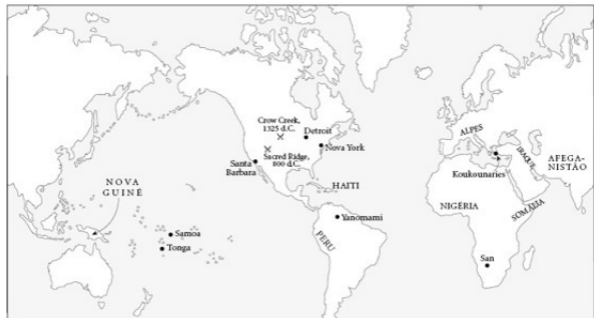 Crow Creek,
1325 d.C.
Detroit
Nova York
Sacred Ridge,
800 d.C.
Santa
Barbara
NOVA
GUINÉ
Samoa
Tonga
HAITI
Yanomami
PERU
ALPES
Koukounaries
IRAQUE
AFEGA-
NISTÃO
NIGÉRIA
SOMÁLIA
San